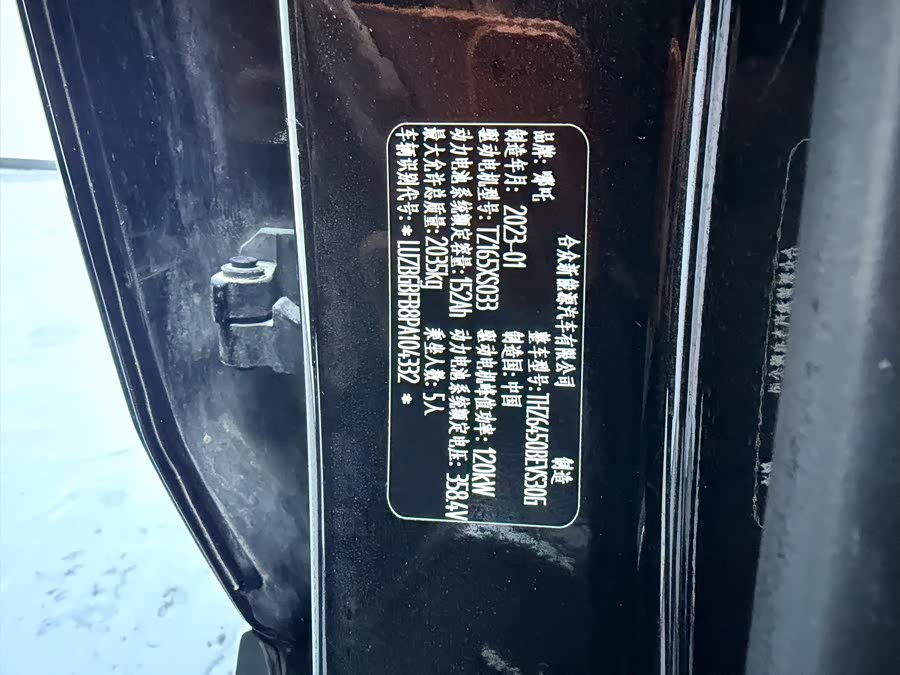 合众新能源汽车有限公司 制造
品牌：哪吒 整车型号：THZ6450BEVS30G
制造年月：2023-01 制造国：中国
驱动电机型号：TZ165XS033 驱动电机峰值功率：120kW
动力电池系统额定容量：152Ah 动力电池系统额定电压：358.4V
最大允许总质量：2035kg 乘坐人数：5人
车辆识别代号：＊LUZBGBFB8PA104332＊